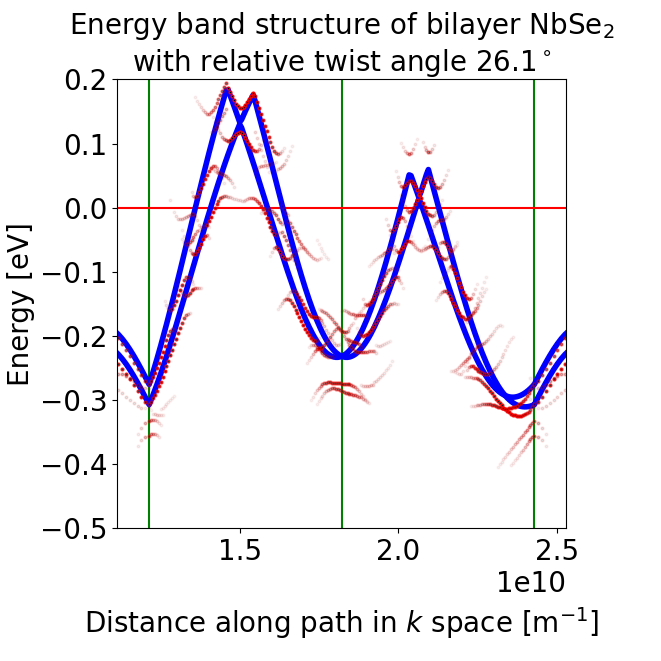 Energy band structure of bilayer NbSe₂
with relative twist angle 26.1°
Energy [eV]
0.2
0.1
0.0
−0.1
−0.2
−0.3
−0.4
−0.5
1.5 2.0 2.5
1e10
Distance along path in k space [m⁻¹]